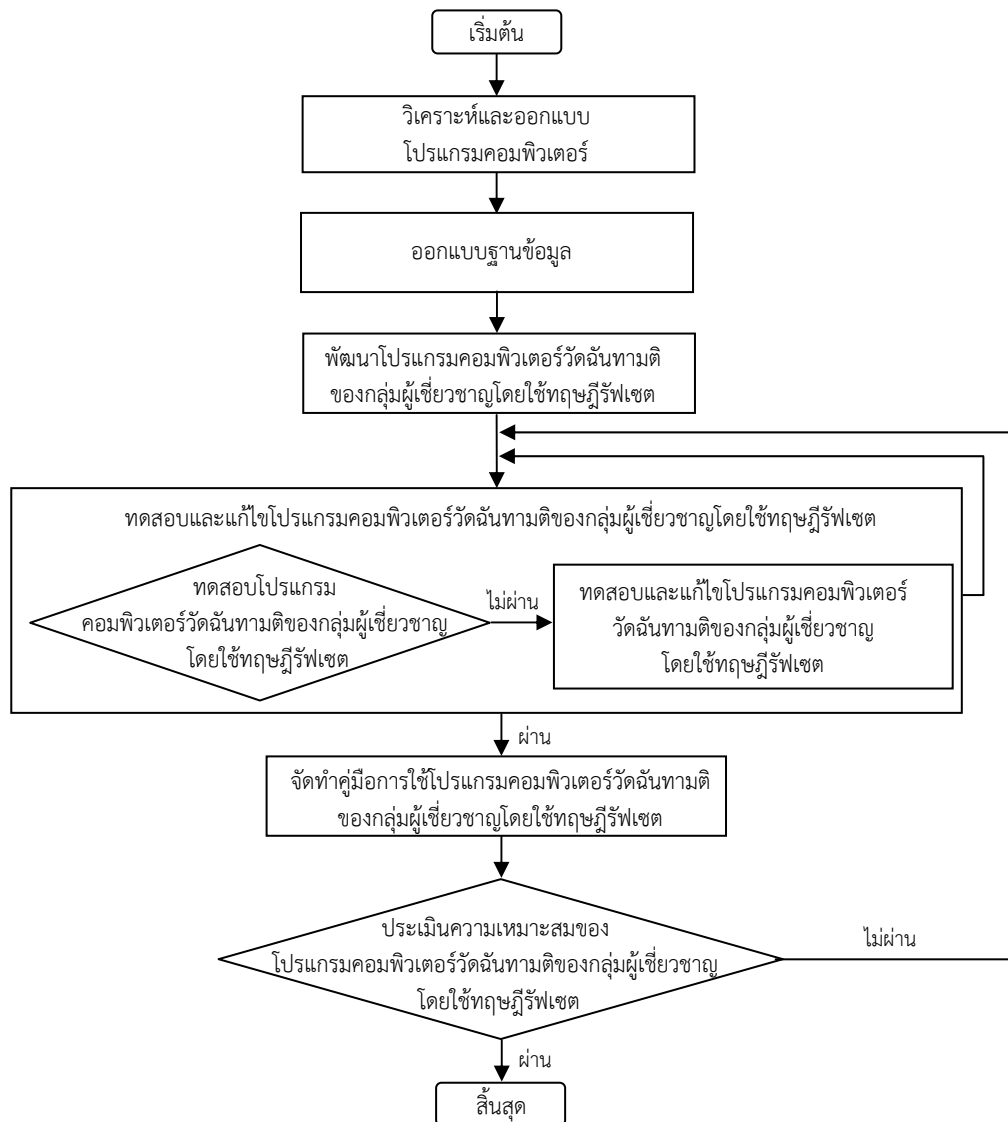 เริ่มต้น
วิเคราะห์และออกแบบ
โปรแกรมคอมพิวเตอร์
ออกแบบฐานข้อมูล
พัฒนาโปรแกรมคอมพิวเตอร์วัดฉันทามติ
ของกลุ่มผู้เชี่ยวชาญโดยใช้ทฤษฎีรัฟเซต
ทดสอบและแก้ไขโปรแกรมคอมพิวเตอร์วัดฉันทามติของกลุ่มผู้เชี่ยวชาญโดยใช้ทฤษฎีรัฟเซต
ทดสอบโปรแกรม
คอมพิวเตอร์วัดฉันทามติของกลุ่มผู้เชี่ยวชาญ
โดยใช้ทฤษฎีรัฟเซต
ไม่ผ่าน
ทดสอบและแก้ไขโปรแกรมคอมพิวเตอร์
วัดฉันทามติของกลุ่มผู้เชี่ยวชาญ
โดยใช้ทฤษฎีรัฟเซต
ผ่าน
จัดทำคู่มือการใช้โปรแกรมคอมพิวเตอร์วัดฉันทามติ
ของกลุ่มผู้เชี่ยวชาญโดยใช้ทฤษฎีรัฟเซต
ประเมินความเหมาะสมของ
โปรแกรมคอมพิวเตอร์วัดฉันทามติของกลุ่มผู้เชี่ยวชาญ
โดยใช้ทฤษฎีรัฟเซต
ไม่ผ่าน
ผ่าน
สิ้นสุด